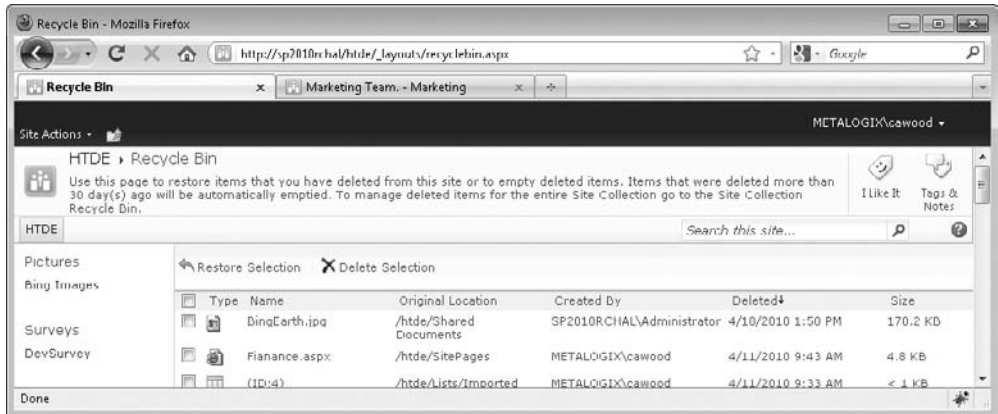 Recycle Bin - Mozilla Firefox
http://sp2010rchal/htde/_layouts/recyclebin.aspx
Google
Recycle Bin
Marketing Team. - Marketing
METALOGIX\cawood
Site Actions
HTDE › Recycle Bin
Use this page to restore items that you have deleted from this site or to empty deleted items. Items that were deleted more than
30 day(s) ago will be automatically emptied. To manage deleted items for the entire Site Collection go to the Site Collection
Recycle Bin.
I Like It
Tags &
Notes
HTDE
Search this site...
Pictures
Bing Images
Surveys
DevSurvey
Restore Selection
Delete Selection
Type Name Original Location Created By Deleted Size
BingEarth.jpg /htde/Shared Documents SP2010RCHAL\Administrator 4/10/2010 1:50 PM 170.2 KB
Fianance.aspx /htde/SitePages METALOGIX\cawood 4/11/2010 9:43 AM 4.8 KB
(ID:4) /htde/Lists/Imported METALOGIX\cawood 4/11/2010 9:33 AM < 1 KB
Done